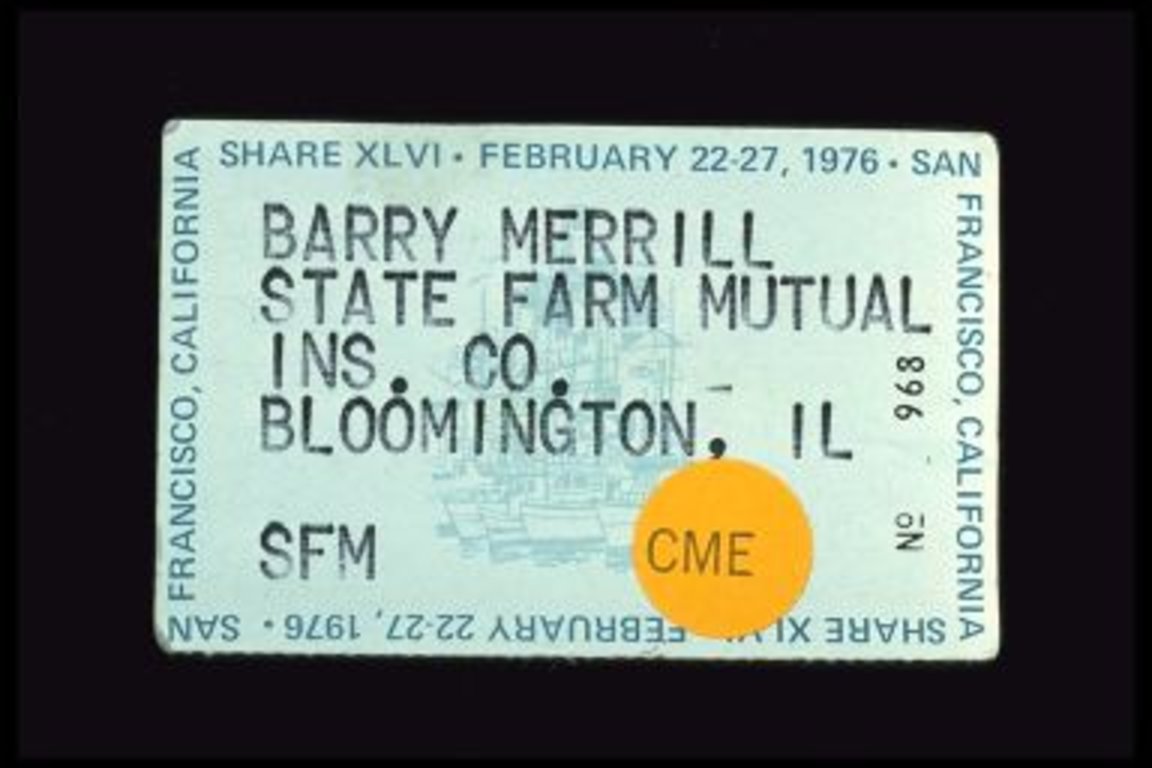 SHARE XLVI • FEBRUARY 22-27, 1976 • SAN
FRANCISCO, CALIFORNIA
BARRY MERRILL
STATE FARM MUTUAL
INS. CO. _
BLOOMINGTON, IL
SFM
CME
No 896
SHARE XLVI FEBRUARY 22-27, 1976 • SAN
FRANCISCO, CALIFORNIA